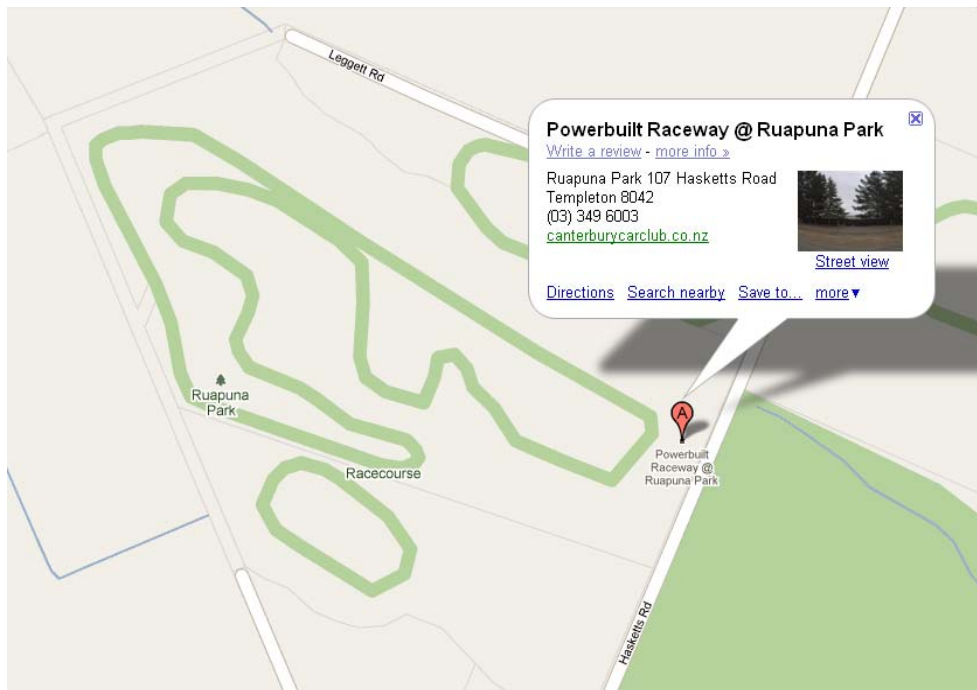 Leggett Rd
Powerbuilt Raceway @ Ruapuna Park
Write a review - more info »
Ruapuna Park 107 Hasketts Road
Templeton 8042
(03) 349 6003
canterburycarclub.co.nz
Street view
Directions Search nearby Save to... more▼
Ruapuna
Park
Racecourse
A
Powerbuilt
Raceway @
Ruapuna Park
Hasketts Rd